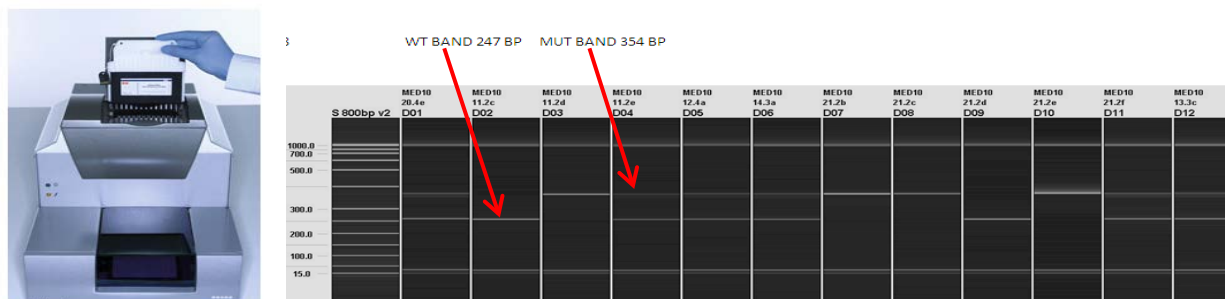 3
WT BAND 247 BP MUT BAND 354 BP
MED10 MED10 MED10 MED10 MED10 MED10 MED10 MED10 MED10 MED10 MED10 MED10
20.4e 11.2c 11.2d 11.2e 12.4a 14.3a 21.2b 21.2c 21.2d 21.2e 21.2f 13.3c
S 800bp v2 D01 D02 D03 D04 D05 D06 D07 D08 D09 D10 D11 D12
1000.0
700.0
500.0
300.0
200.0
100.0
15.0